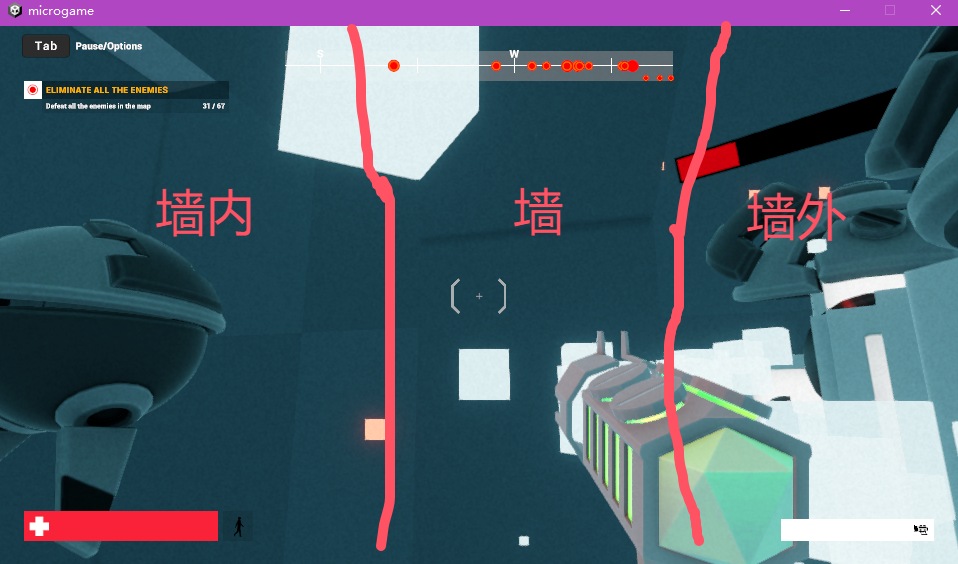 microgame
Tab Pause/Options
S
W
ELIMINATE ALL THE ENEMIES
Defeat all the enemies in the map 31 / 67
墙内
墙
墙外